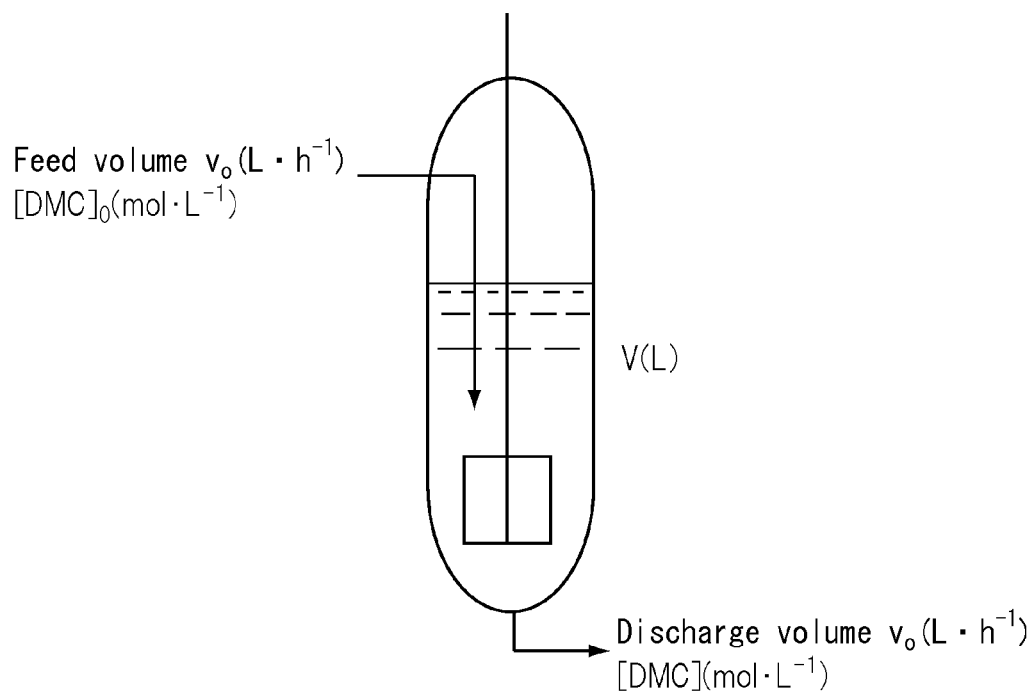 Feed volume v₀(L・h⁻¹)
[DMC]₀(mol·L⁻¹)
V(L)
Discharge volume v₀(L・h⁻¹)
[DMC](mol·L⁻¹)